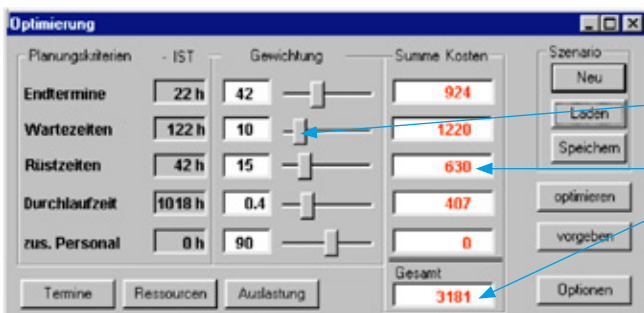 Optimierung
Planungskriterien - IST Gewichtung Summe Kosten Szenario
Neu
Endtermine 22 h 42 924
Laden
Wartezeiten 122 h 10 1220
Speichern
Rüstzeiten 42 h 15 630
Durchlaufzeit 1018 h 0.4 407 optimieren
zus. Personal 0 h 90 0 vorgeben
Gesamt
Termine Ressourcen Auslastung 3181 Optionen